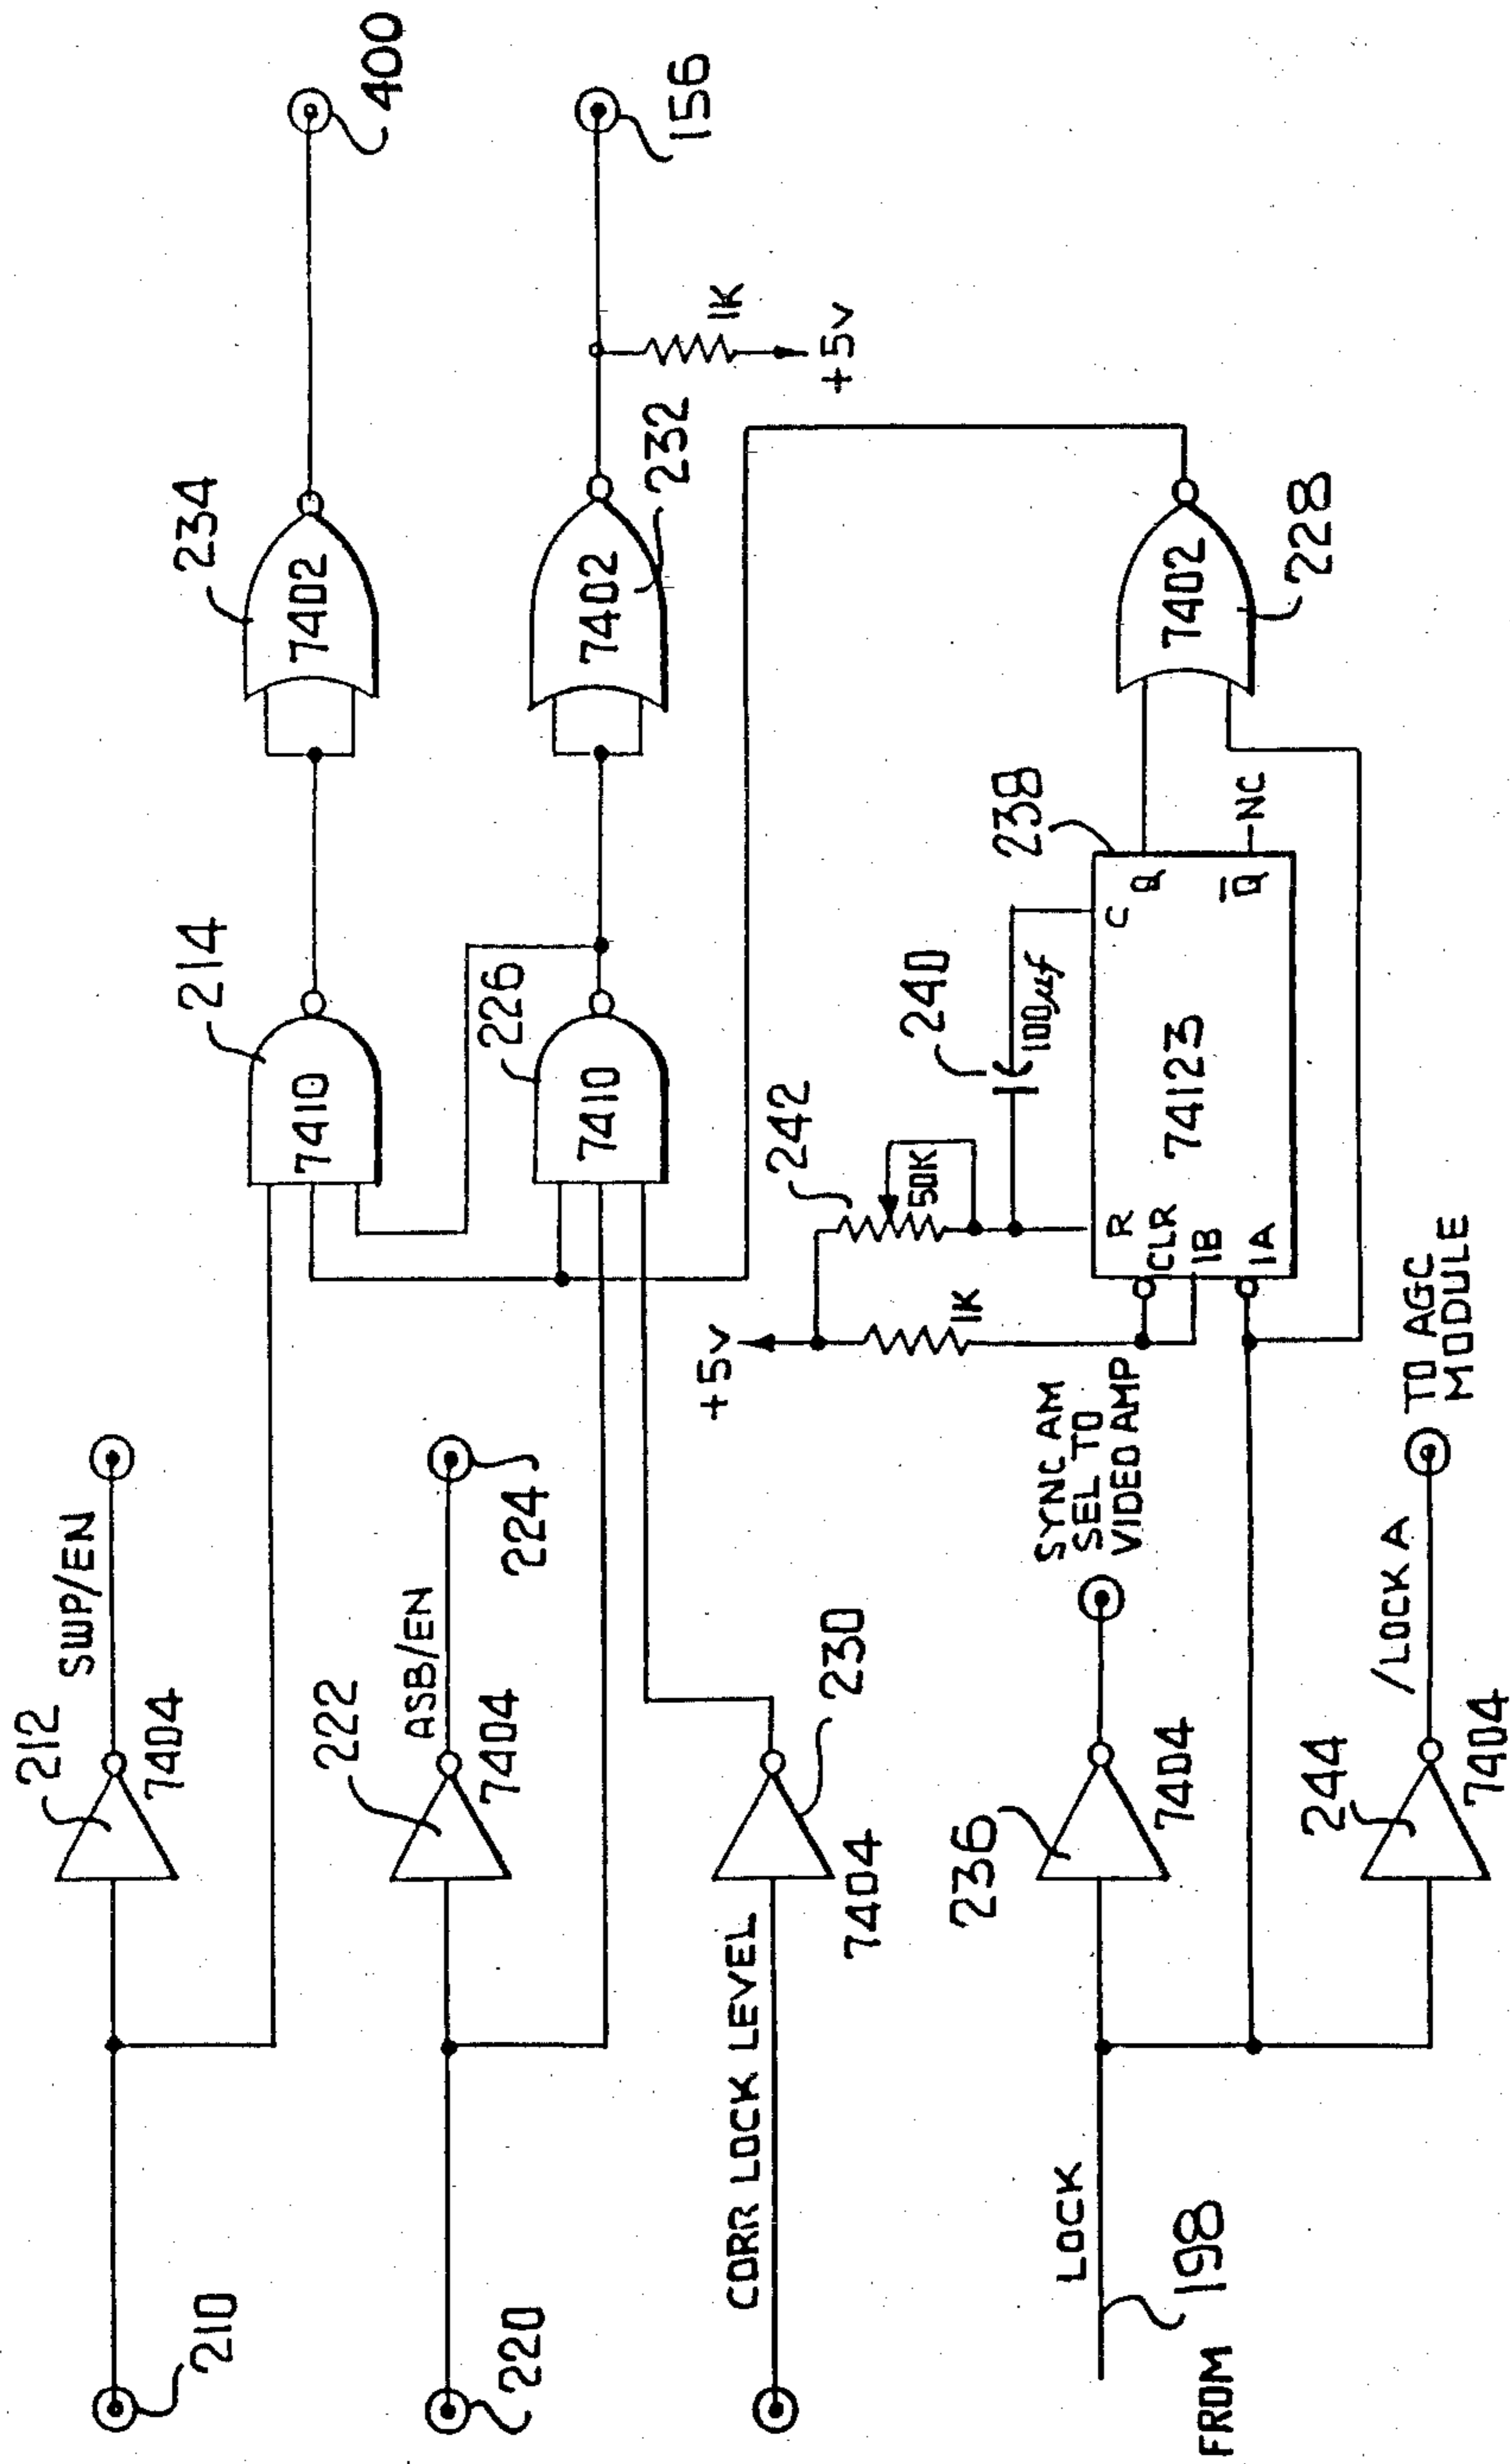 210
212
7404
SWP/EN
214
7410
234
7402
400
220
222
7404
ASB/EN
224
226
7410
7402
232
1K
+5V
156
CORR LOCK LEVEL
7404
230
+5V
1K
242
50K
240
100µf
238
R
CLR
1B
1A
74123
C
Q
Q̅
NC
7402
228
LOCK
FROM 198
236
7404
SYNC AM
SEL TO
VIDEO AMP
244
7404
/LOCK A
TO AGC
MODULE